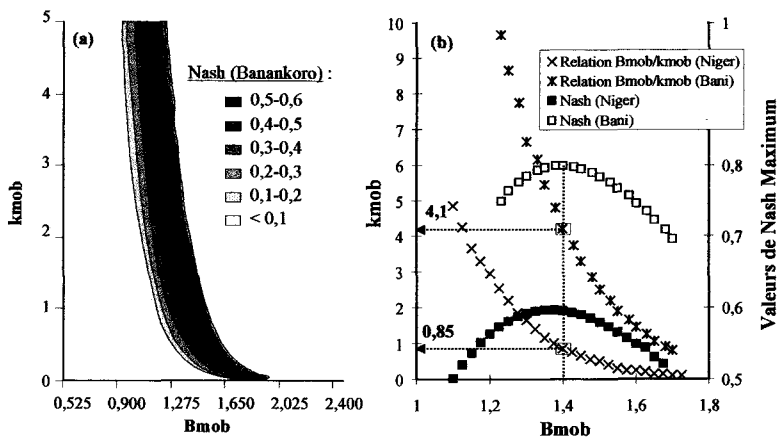 (a)
Nash (Banankoro) :
0,5-0,6
0,4-0,5
0,3-0,4
0,2-0,3
0,1-0,2
< 0,1
kmob
5
4
3
2
1
0
0,525 0,900 1,275 1,650 2,025 2,400
Bmob
(b)
Relation Bmob/kmob (Niger)
Relation Bmob/kmob (Bani)
Nash (Niger)
Nash (Bani)
kmob
10
9
8
7
6
5
4
3
2
1
0
4,1
0,85
1 1,2 1,4 1,6 1,8
Bmob
1
0,9
0,8
0,7
0,6
0,5
Valeurs de Nash Maximum